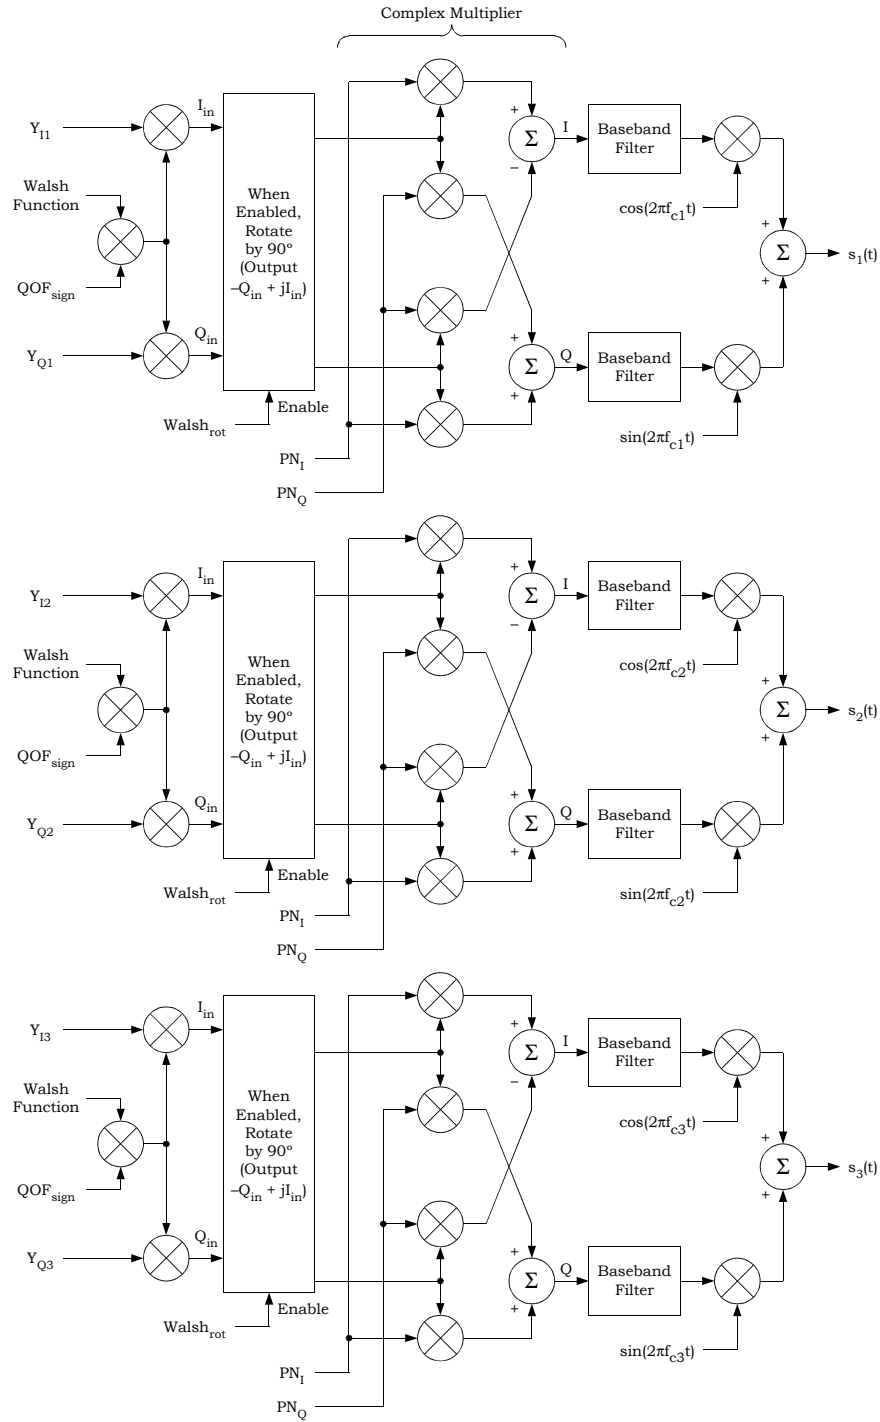 Complex Multiplier
Y_I1
I_in
Walsh
Function
QOF_sign
Y_Q1
Q_in
When
Enabled,
Rotate
by 90º
(Output
–Q_in + jI_in)
Enable
Walsh_rot
PN_I
PN_Q
+
Σ
–
I
Baseband
Filter
cos(2πf_c1t)
+
Σ
+
Q
Baseband
Filter
sin(2πf_c1t)
+
Σ
+
s_1(t)
Y_I2
I_in
Walsh
Function
QOF_sign
Y_Q2
Q_in
When
Enabled,
Rotate
by 90º
(Output
–Q_in + jI_in)
Enable
Walsh_rot
PN_I
PN_Q
+
Σ
–
I
Baseband
Filter
cos(2πf_c2t)
+
Σ
+
Q
Baseband
Filter
sin(2πf_c2t)
+
Σ
+
s_2(t)
Y_I3
I_in
Walsh
Function
QOF_sign
Y_Q3
Q_in
When
Enabled,
Rotate
by 90º
(Output
–Q_in + jI_in)
Enable
Walsh_rot
PN_I
PN_Q
+
Σ
–
I
Baseband
Filter
cos(2πf_c3t)
+
Σ
+
Q
Baseband
Filter
sin(2πf_c3t)
+
Σ
+
s_3(t)